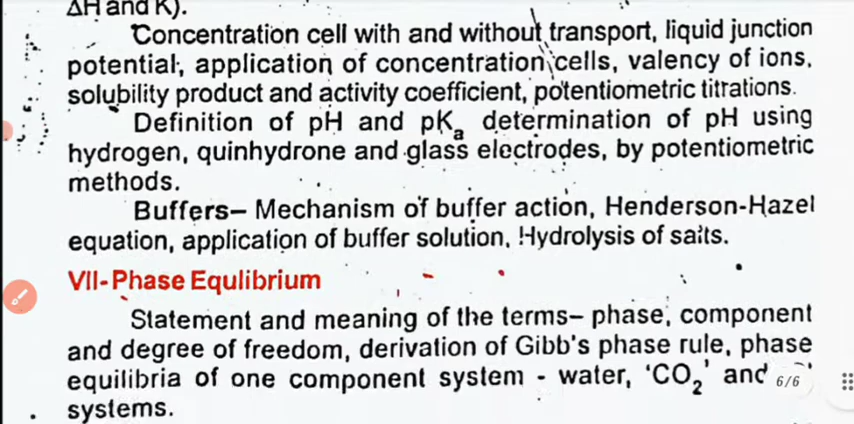 ΔH and K).
Concentration cell with and without transport, liquid junction
potential, application of concentration cells, valency of ions,
solubility product and activity coefficient, potentiometric titrations.
Definition of pH and pKₐ determination of pH using
hydrogen, quinhydrone and glass electrodes, by potentiometric
methods.
Buffers– Mechanism of buffer action, Henderson-Hazel
equation, application of buffer solution, Hydrolysis of salts.
VII-Phase Equlibrium
Statement and meaning of the terms– phase, component
and degree of freedom, derivation of Gibb's phase rule, phase
equilibria of one component system - water, 'CO₂' and
6/6
systems.